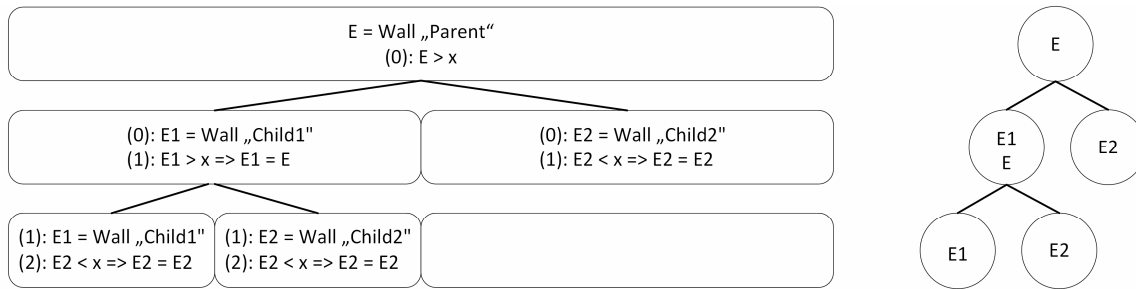 E = Wall „Parent“
(0): E > x
(0): E1 = Wall „Child1"
(1): E1 > x => E1 = E
(0): E2 = Wall „Child2"
(1): E2 < x => E2 = E2
(1): E1 = Wall „Child1"
(2): E2 < x => E2 = E2
(1): E2 = Wall „Child2"
(2): E2 < x => E2 = E2
E
E1
E
E2
E1
E2